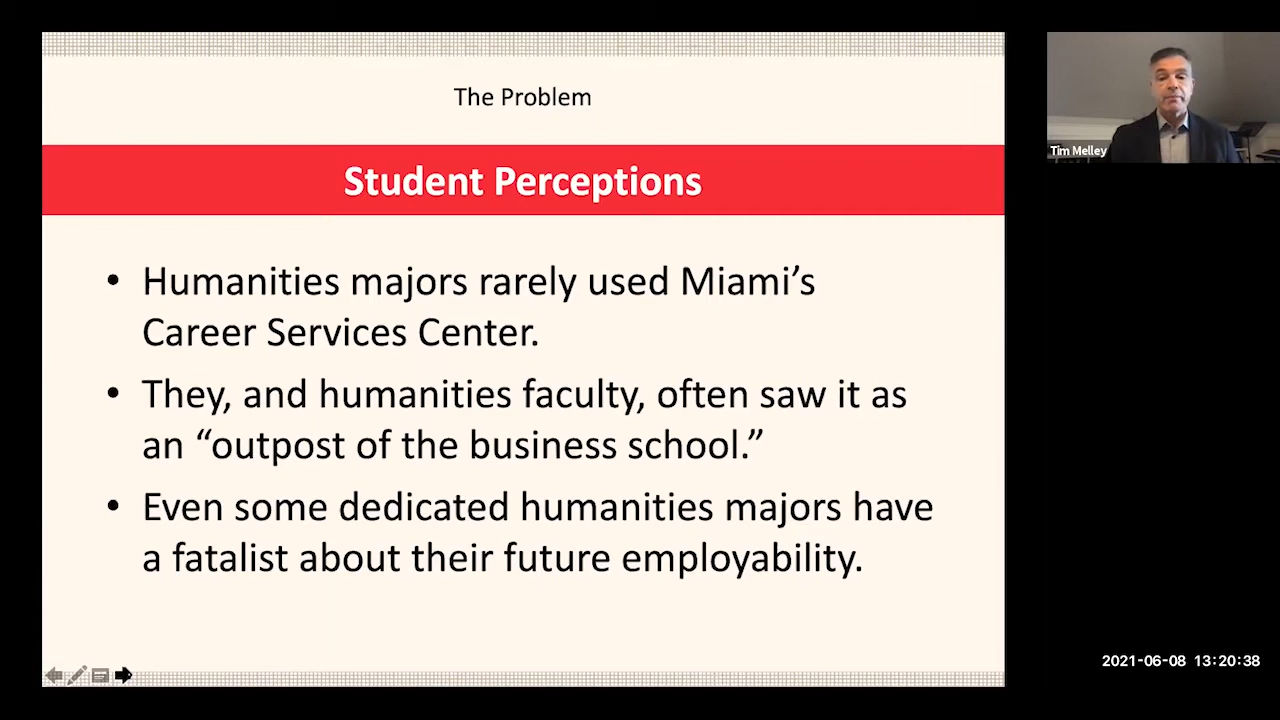 The Problem
Student Perceptions
• Humanities majors rarely used Miami’s
Career Services Center.
• They, and humanities faculty, often saw it as
an “outpost of the business school.”
• Even some dedicated humanities majors have
a fatalist about their future employability.
Tim Melley
2021-06-08 13:20:38